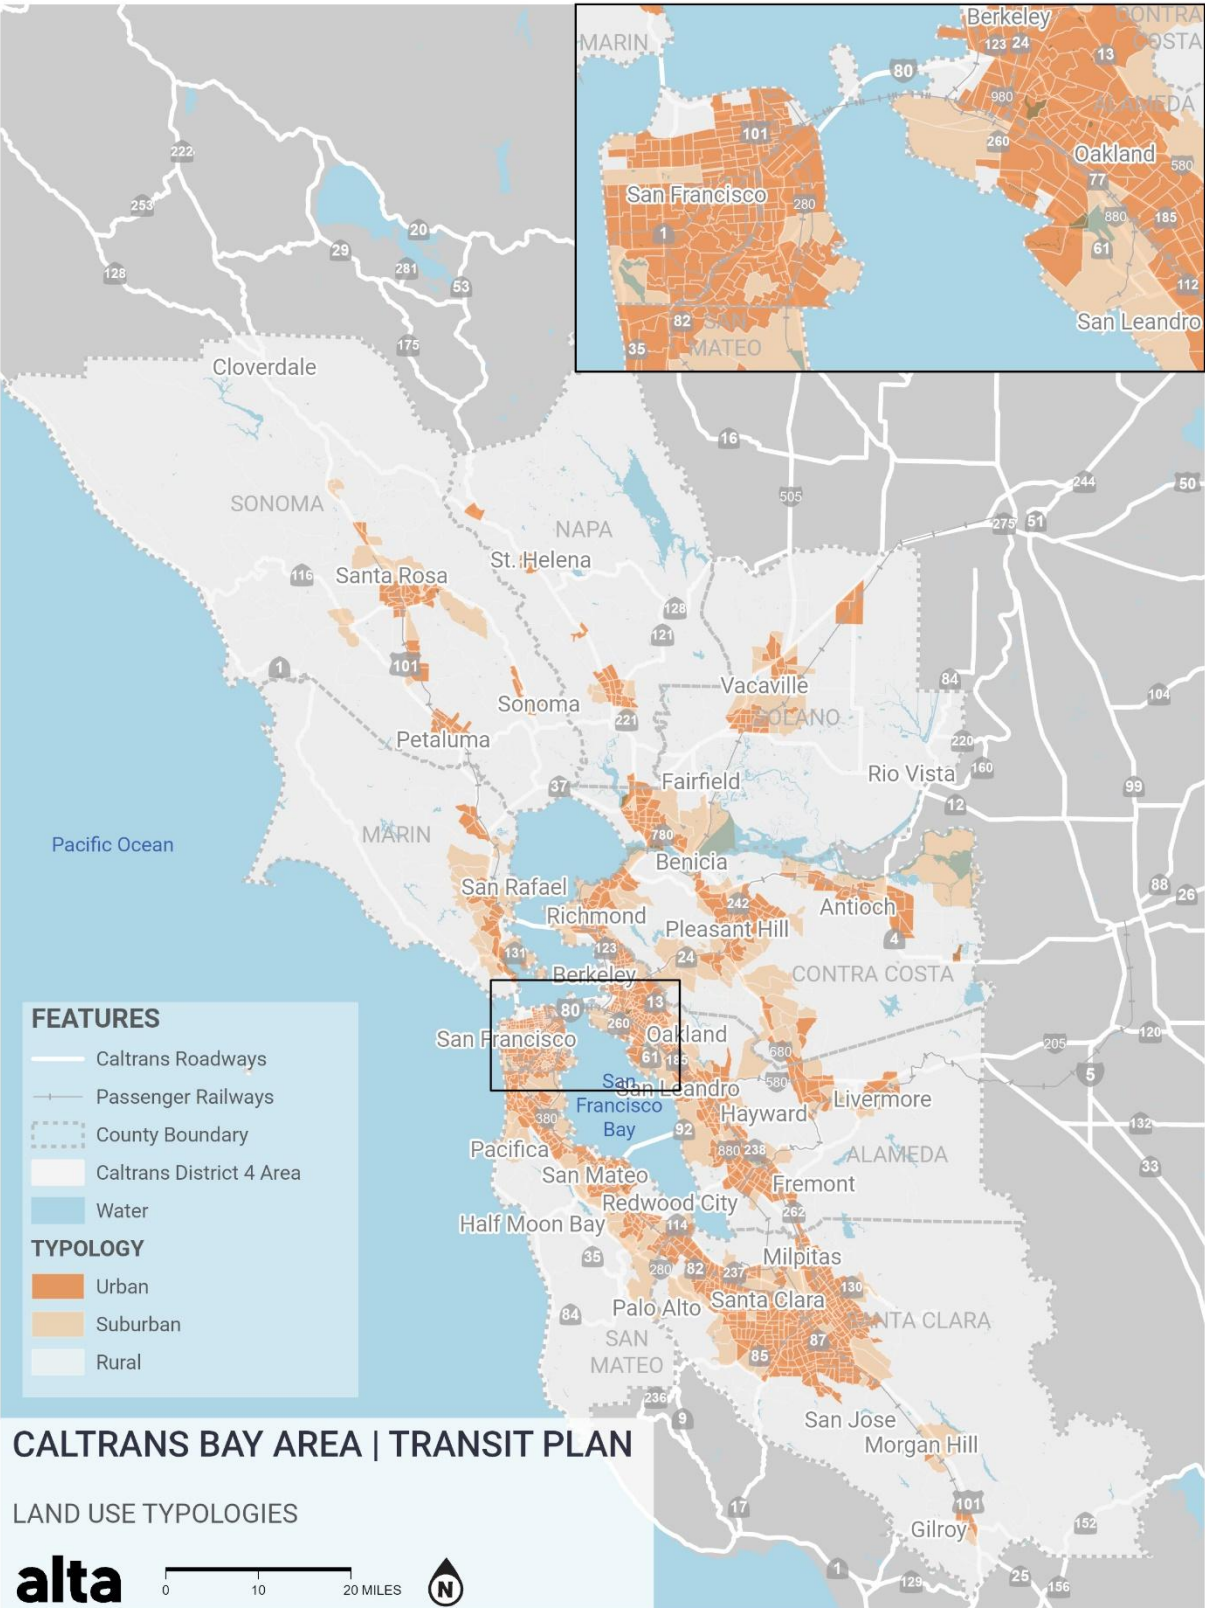 MARIN
Berkeley
CONTRA
COSTA
123
24
13
80
980
ALAMEDA
101
260
Oakland
580
77
San Francisco
280
880
185
1
61
112
82
SAN
MATEO
35
San Leandro
222
253
20
29
128
281
53
175
Cloverdale
16
505
244
50
275
51
SONOMA
NAPA
St. Helena
116
Santa Rosa
128
121
1
101
Vacaville
84
104
Sonoma
SOLANO
221
Petaluma
220
Rio Vista
160
Fairfield
37
99
12
MARIN
780
Pacific Ocean
Benicia
San Rafael
88
26
242
Antioch
Richmond
Pleasant Hill
4
131
123
24
Berkeley
CONTRA COSTA
80
13
260
San Francisco
Oakland
120
205
61
185
680
5
580
San
San Leandro
Francisco
Bay
Livermore
Hayward
380
92
132
Pacifica
880
238
ALAMEDA
33
San Mateo
Fremont
Redwood City
262
Half Moon Bay
114
35
Milpitas
280
82
237
130
Palo Alto
Santa Clara
84
SANTA CLARA
SAN
MATEO
87
85
236
9
San Jose
Morgan Hill
101
17
Gilroy
152
1
129
25
156
FEATURES
Caltrans Roadways
Passenger Railways
County Boundary
Caltrans District 4 Area
Water
TYPOLOGY
Urban
Suburban
Rural
CALTRANS BAY AREA | TRANSIT PLAN
LAND USE TYPOLOGIES
alta
0 10 20 MILES
N